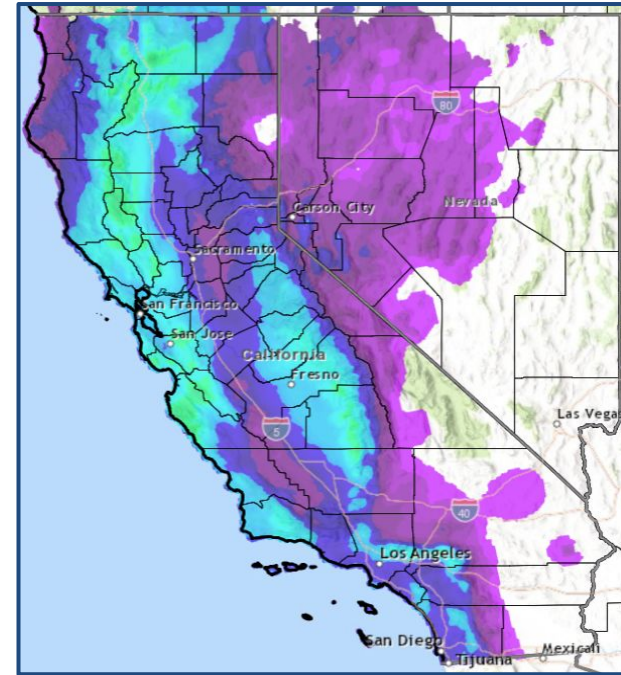 80
Nevada
Carson City
Sacramento
San Francisco
San Jose
California
Fresno
5
Las Vega
40
Los Angeles
San Diego
Tijuana
Mexicali